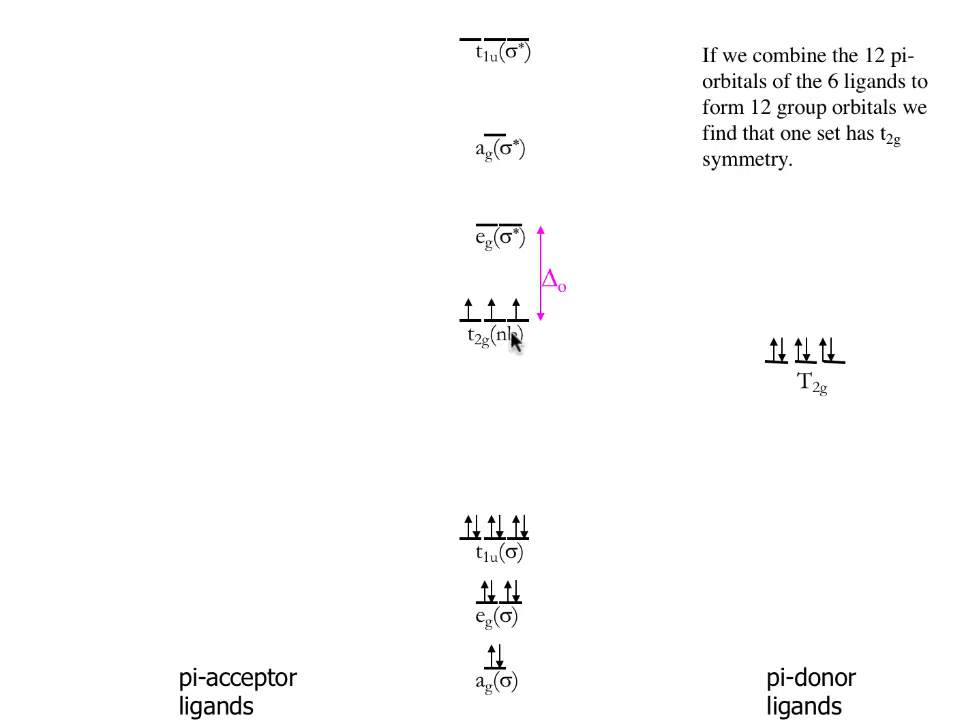 t₁ᵤ(σ*)
If we combine the 12 pi-
orbitals of the 6 ligands to
form 12 group orbitals we
find that one set has t₂g
symmetry.
ag(σ*)
eg(σ*)
Δo
t₂g(nb)
T₂g
t₁ᵤ(σ)
eg(σ)
ag(σ)
pi-acceptor
ligands
pi-donor
ligands